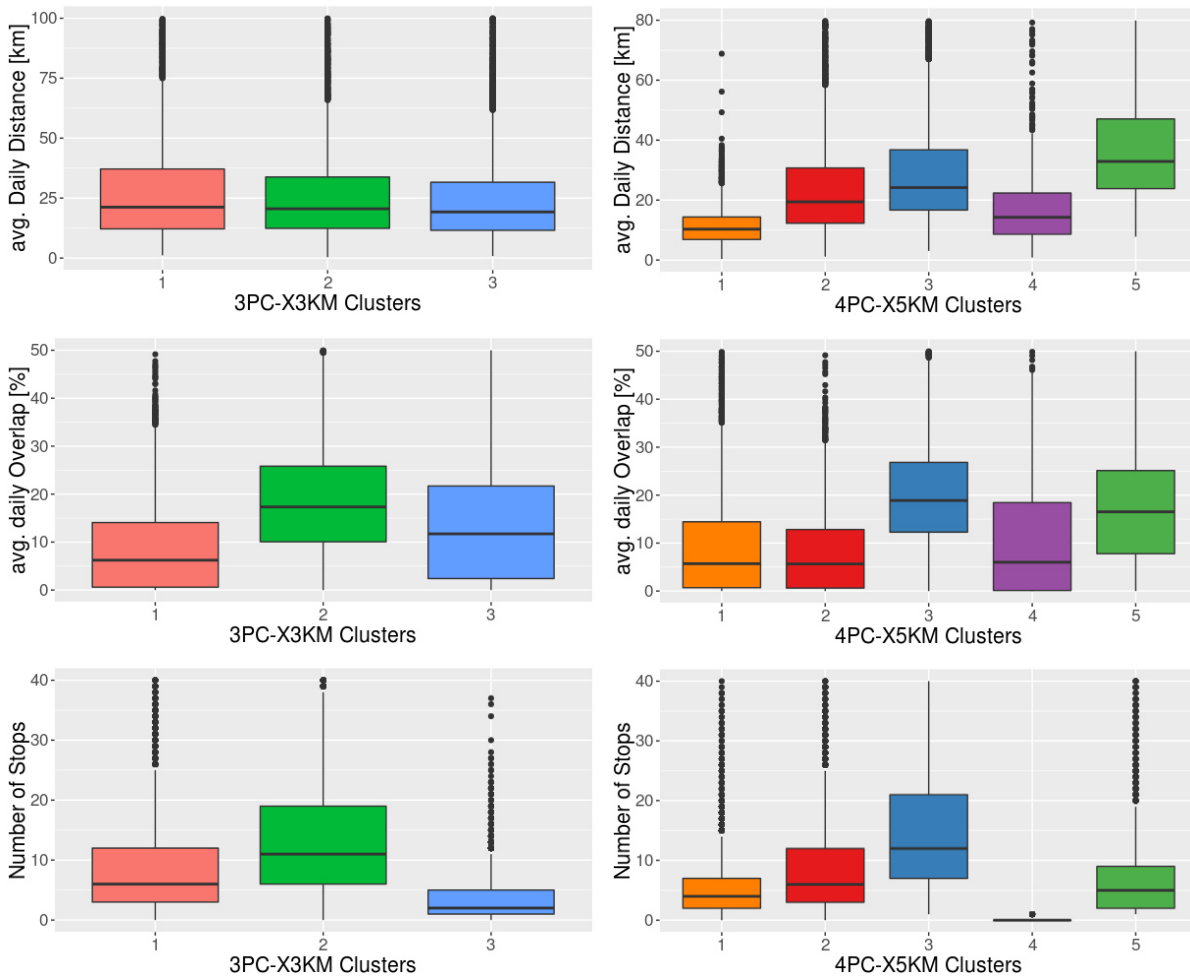 avg. Daily Distance [km]
100
75
50
25
0
1 2 3
3PC-X3KM Clusters
avg. Daily Distance [km]
80
60
40
20
0
1 2 3 4 5
4PC-X5KM Clusters
avg. daily Overlap [%]
50
40
30
20
10
0
1 2 3
3PC-X3KM Clusters
avg. daily Overlap [%]
50
40
30
20
10
0
1 2 3 4 5
4PC-X5KM Clusters
Number of Stops
40
30
20
10
0
1 2 3
3PC-X3KM Clusters
Number of Stops
40
30
20
10
0
1 2 3 4 5
4PC-X5KM Clusters